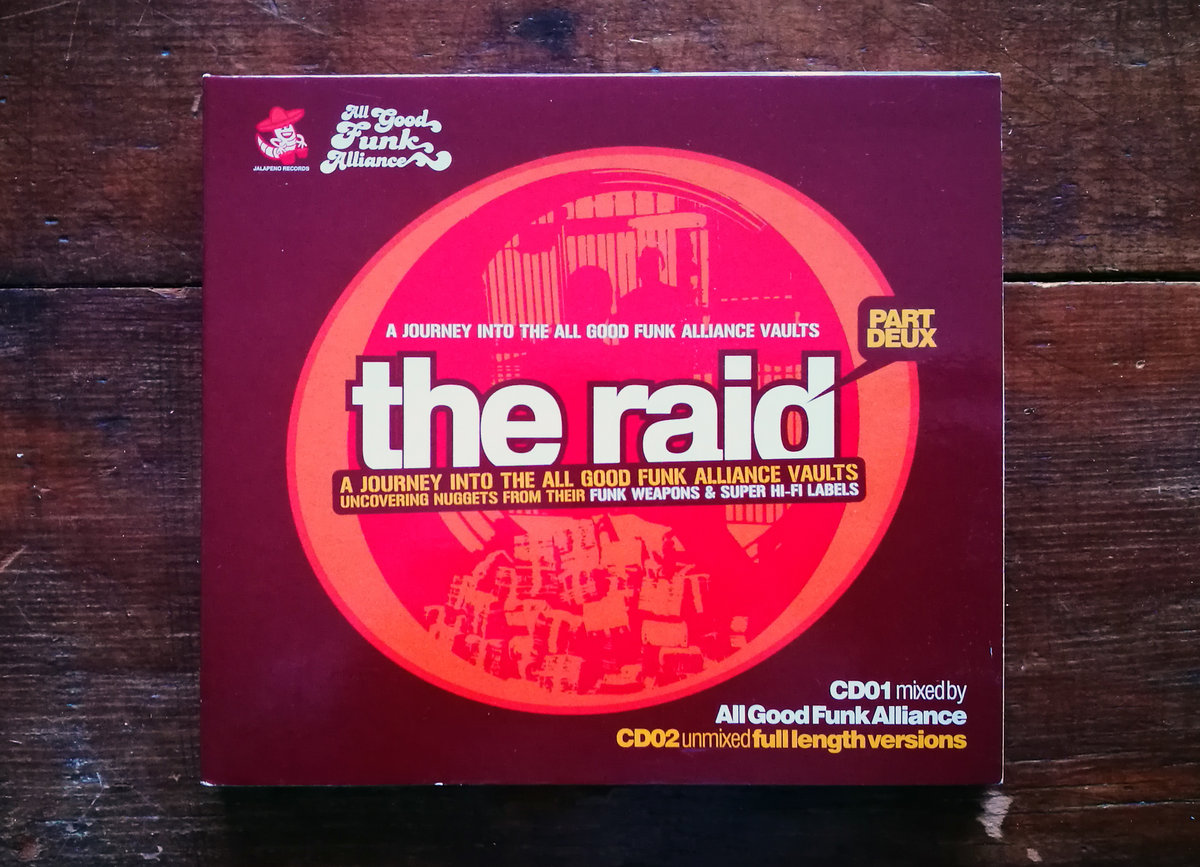 JALAPENO RECORDS
All Good
Funk
Alliance
A JOURNEY INTO THE ALL GOOD FUNK ALLIANCE VAULTS
PART
DEUX
the raid
A JOURNEY INTO THE ALL GOOD FUNK ALLIANCE VAULTS
UNCOVERING NUGGETS FROM THEIR FUNK WEAPONS & SUPER HI-FI LABELS
CD01 mixed by
All Good Funk Alliance
CD02 unmixed full length versions